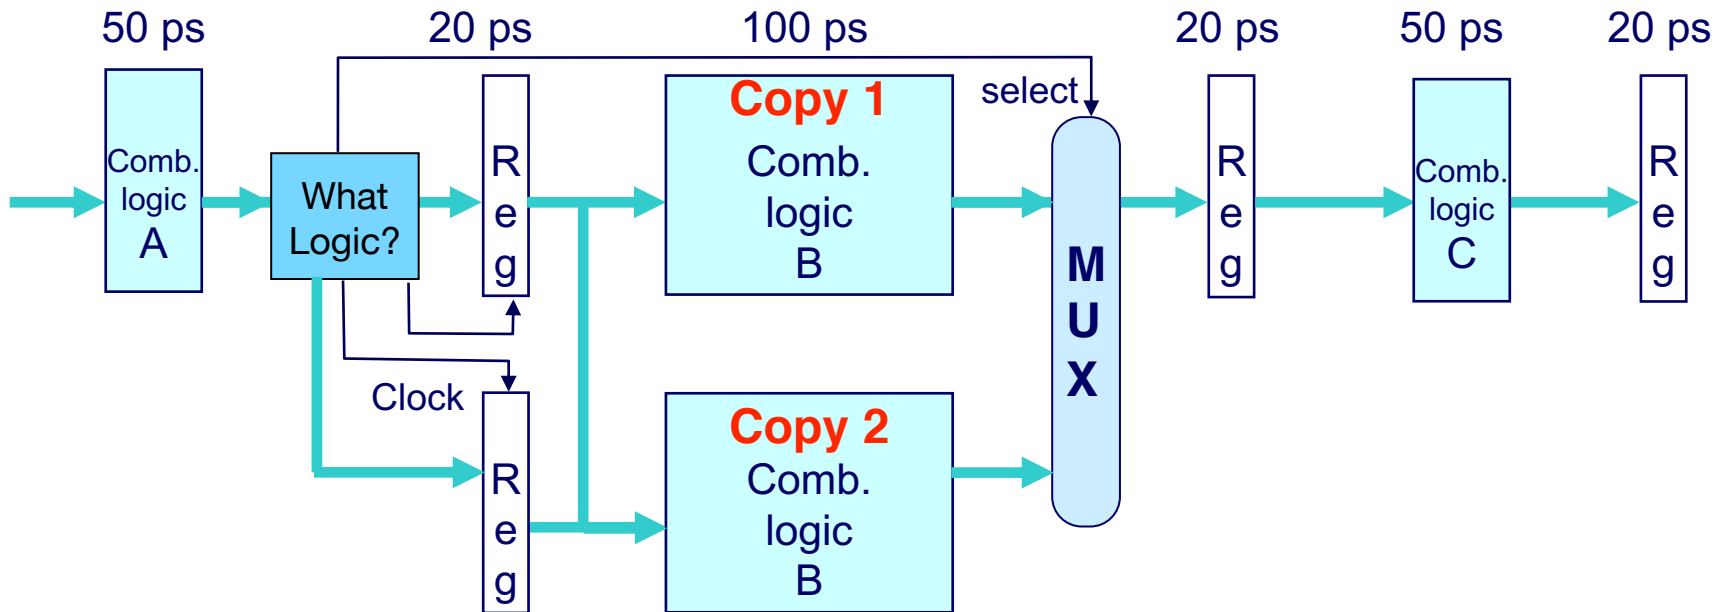 50 ps
20 ps
100 ps
20 ps
50 ps
20 ps
select
Comb.
logic
A
What
Logic?
R
e
g
Copy 1
Comb.
logic
B
M
U
X
R
e
g
Comb.
logic
C
R
e
g
Clock
R
e
g
Copy 2
Comb.
logic
B